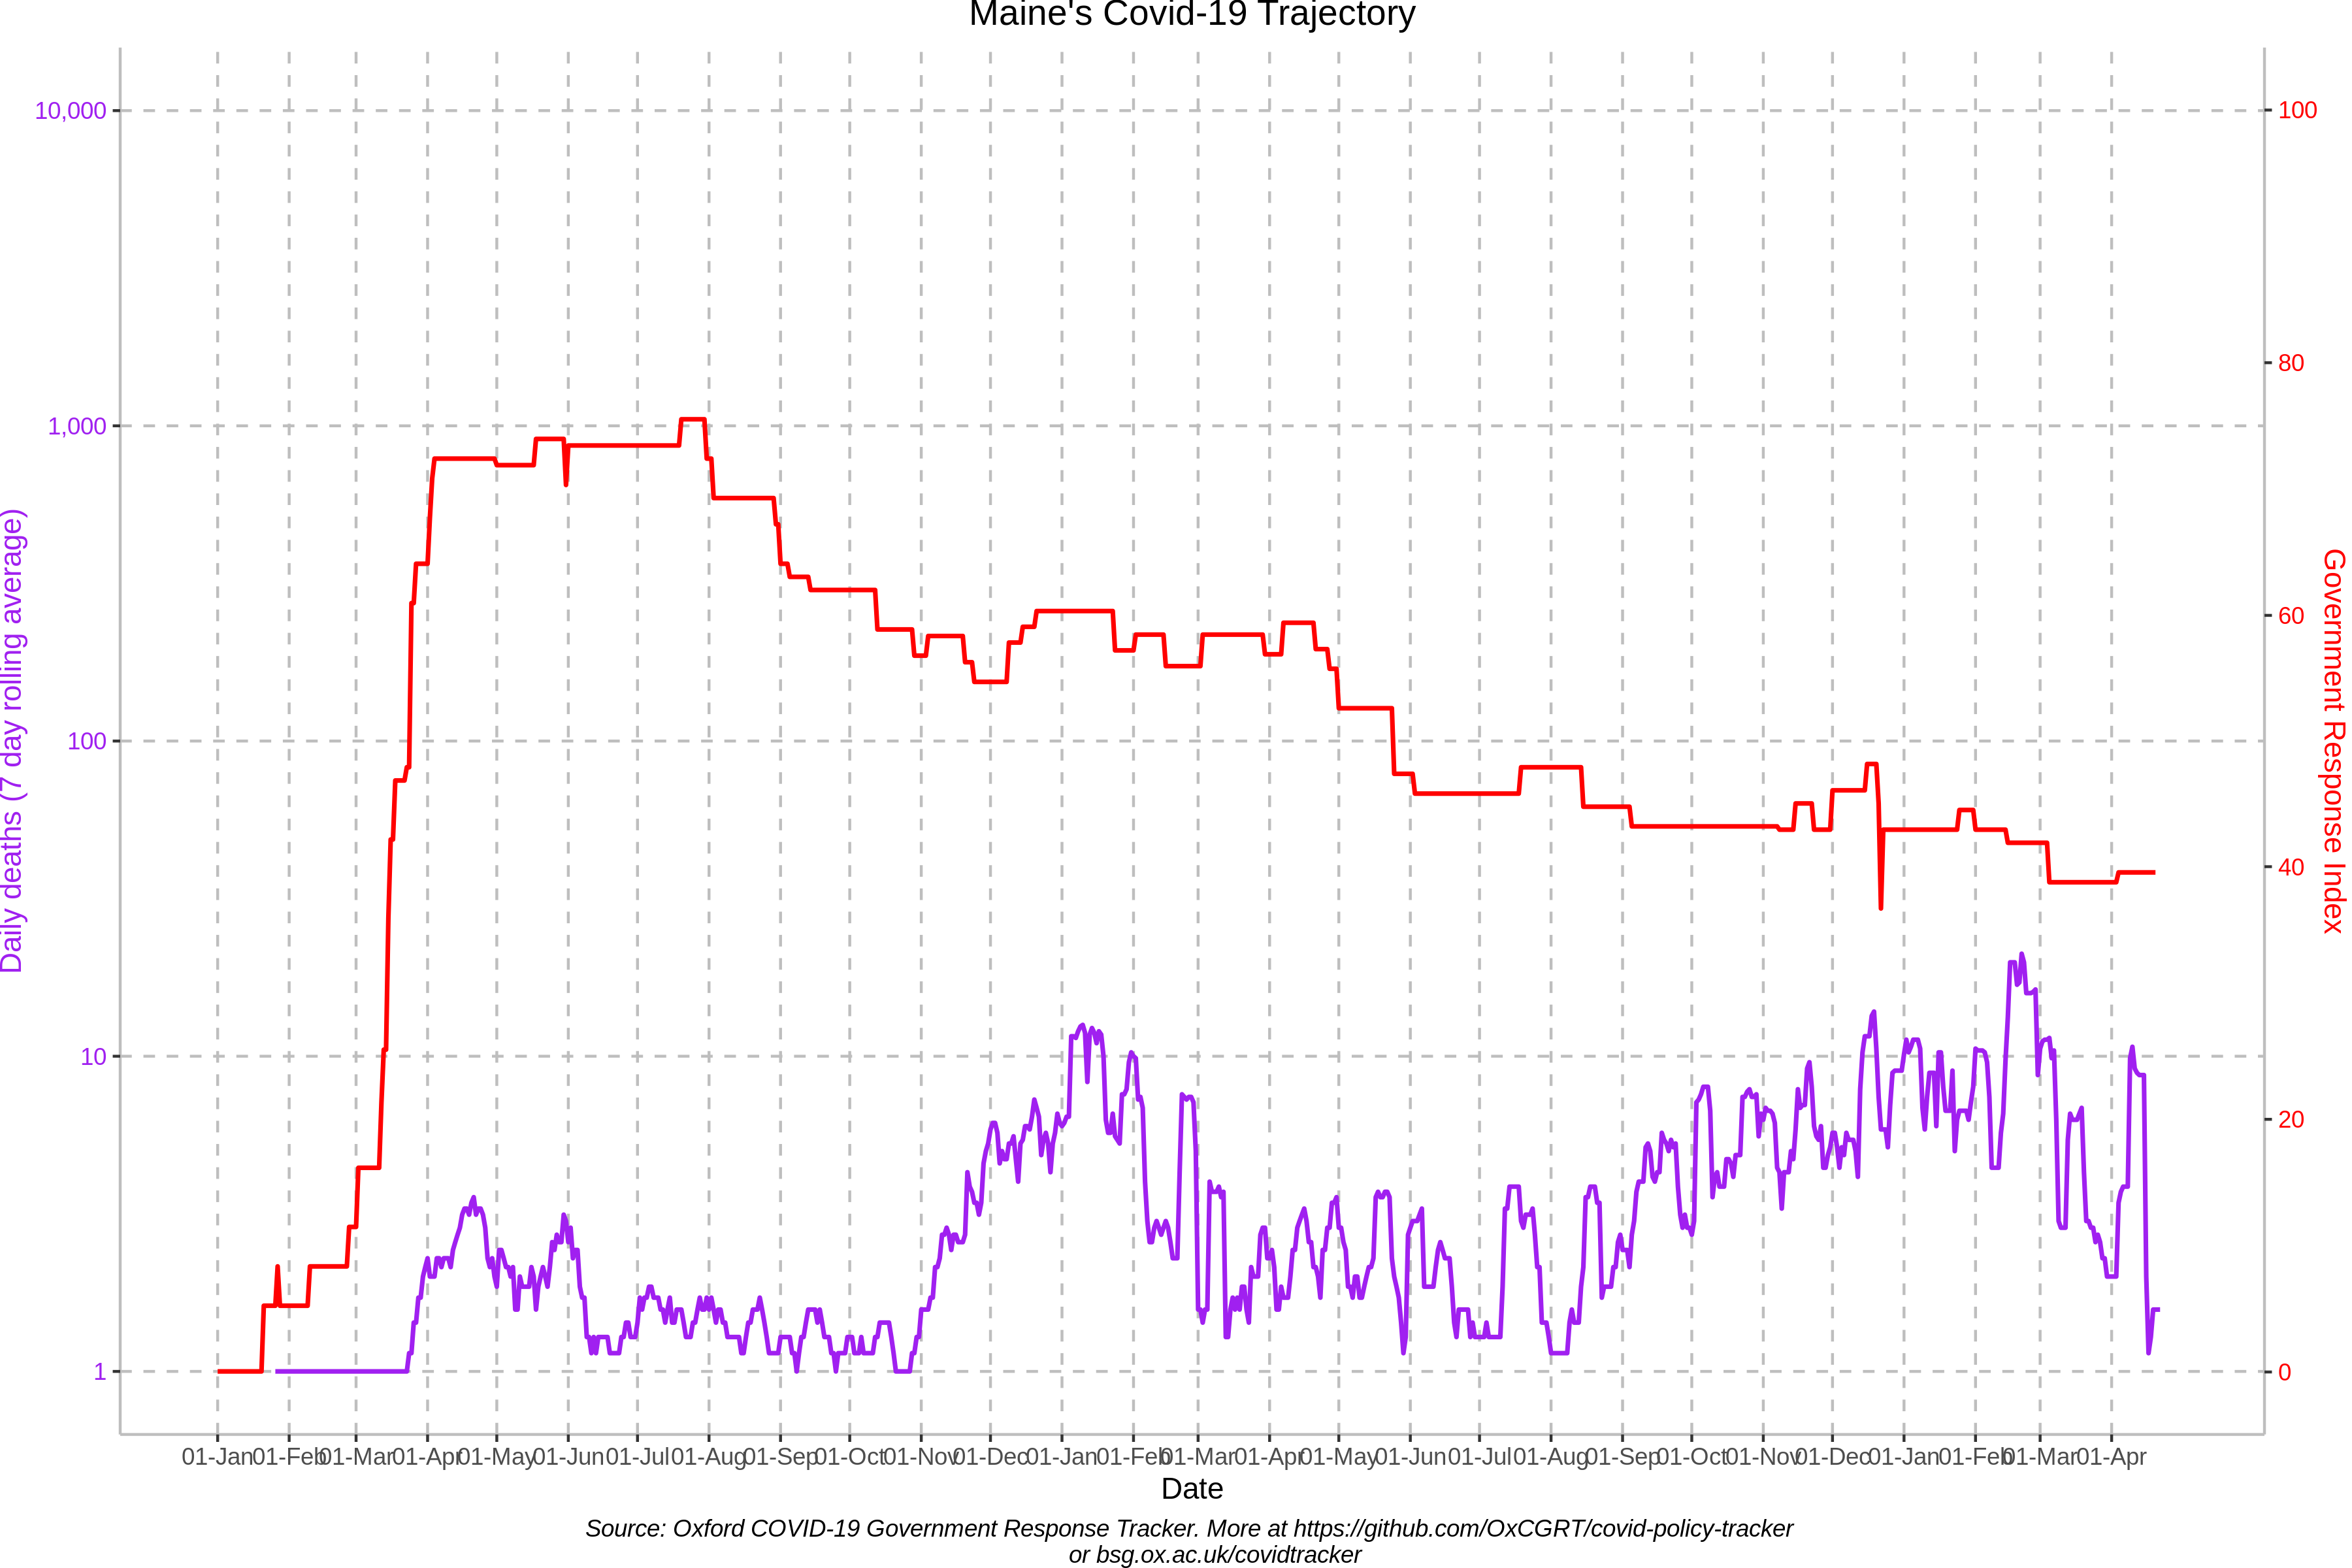 Maine's Covid-19 Trajectory
10,000
1,000
100
10
1
Daily deaths (7 day rolling average)
100
80
60
40
20
0
Government Response Index
01-Jan 01-Feb 01-Mar 01-Apr 01-May 01-Jun 01-Jul 01-Aug 01-Sep 01-Oct 01-Nov 01-Dec 01-Jan 01-Feb 01-Mar 01-Apr 01-May 01-Jun 01-Jul 01-Aug 01-Sep 01-Oct 01-Nov 01-Dec 01-Jan 01-Feb 01-Mar 01-Apr
Date
Source: Oxford COVID-19 Government Response Tracker. More at https://github.com/OxCGRT/covid-policy-tracker
or bsg.ox.ac.uk/covidtracker